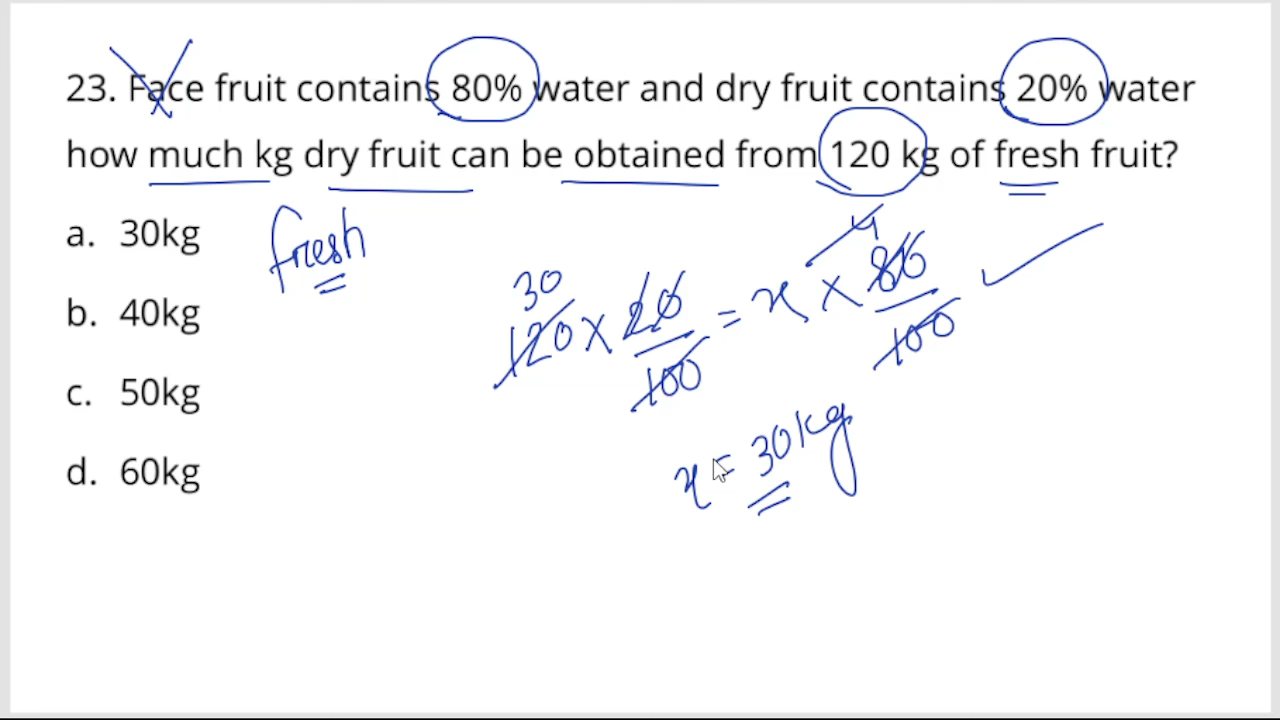 23. Face fruit contains 80% water and dry fruit contains 20% water
how much kg dry fruit can be obtained from 120 kg of fresh fruit?
a. 30kg
fresh
b. 40kg
c. 50kg
d. 60kg
30 4
120 × 20/100 = x × 80/100
x = 30kg